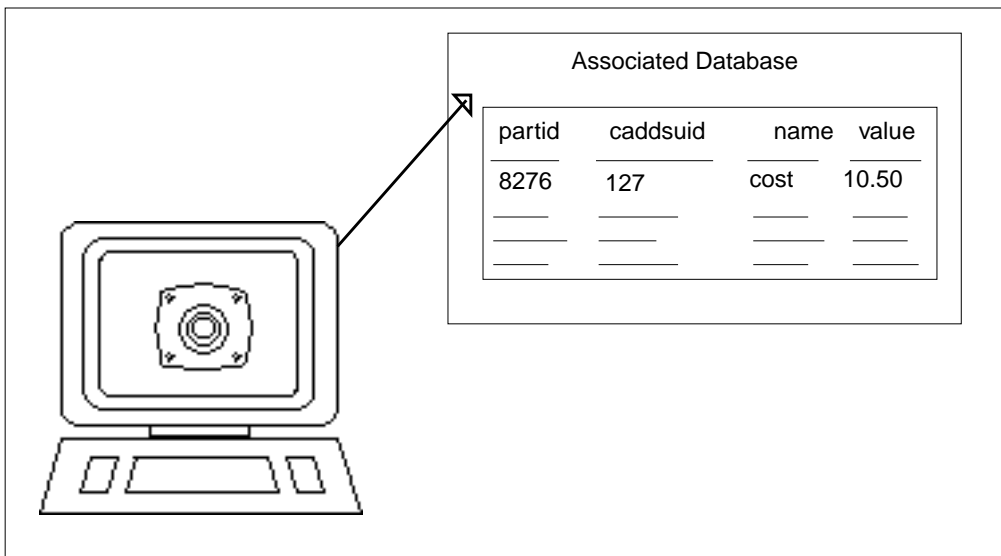 Associated Database
partid caddsuid name value
8276 127 cost 10.50